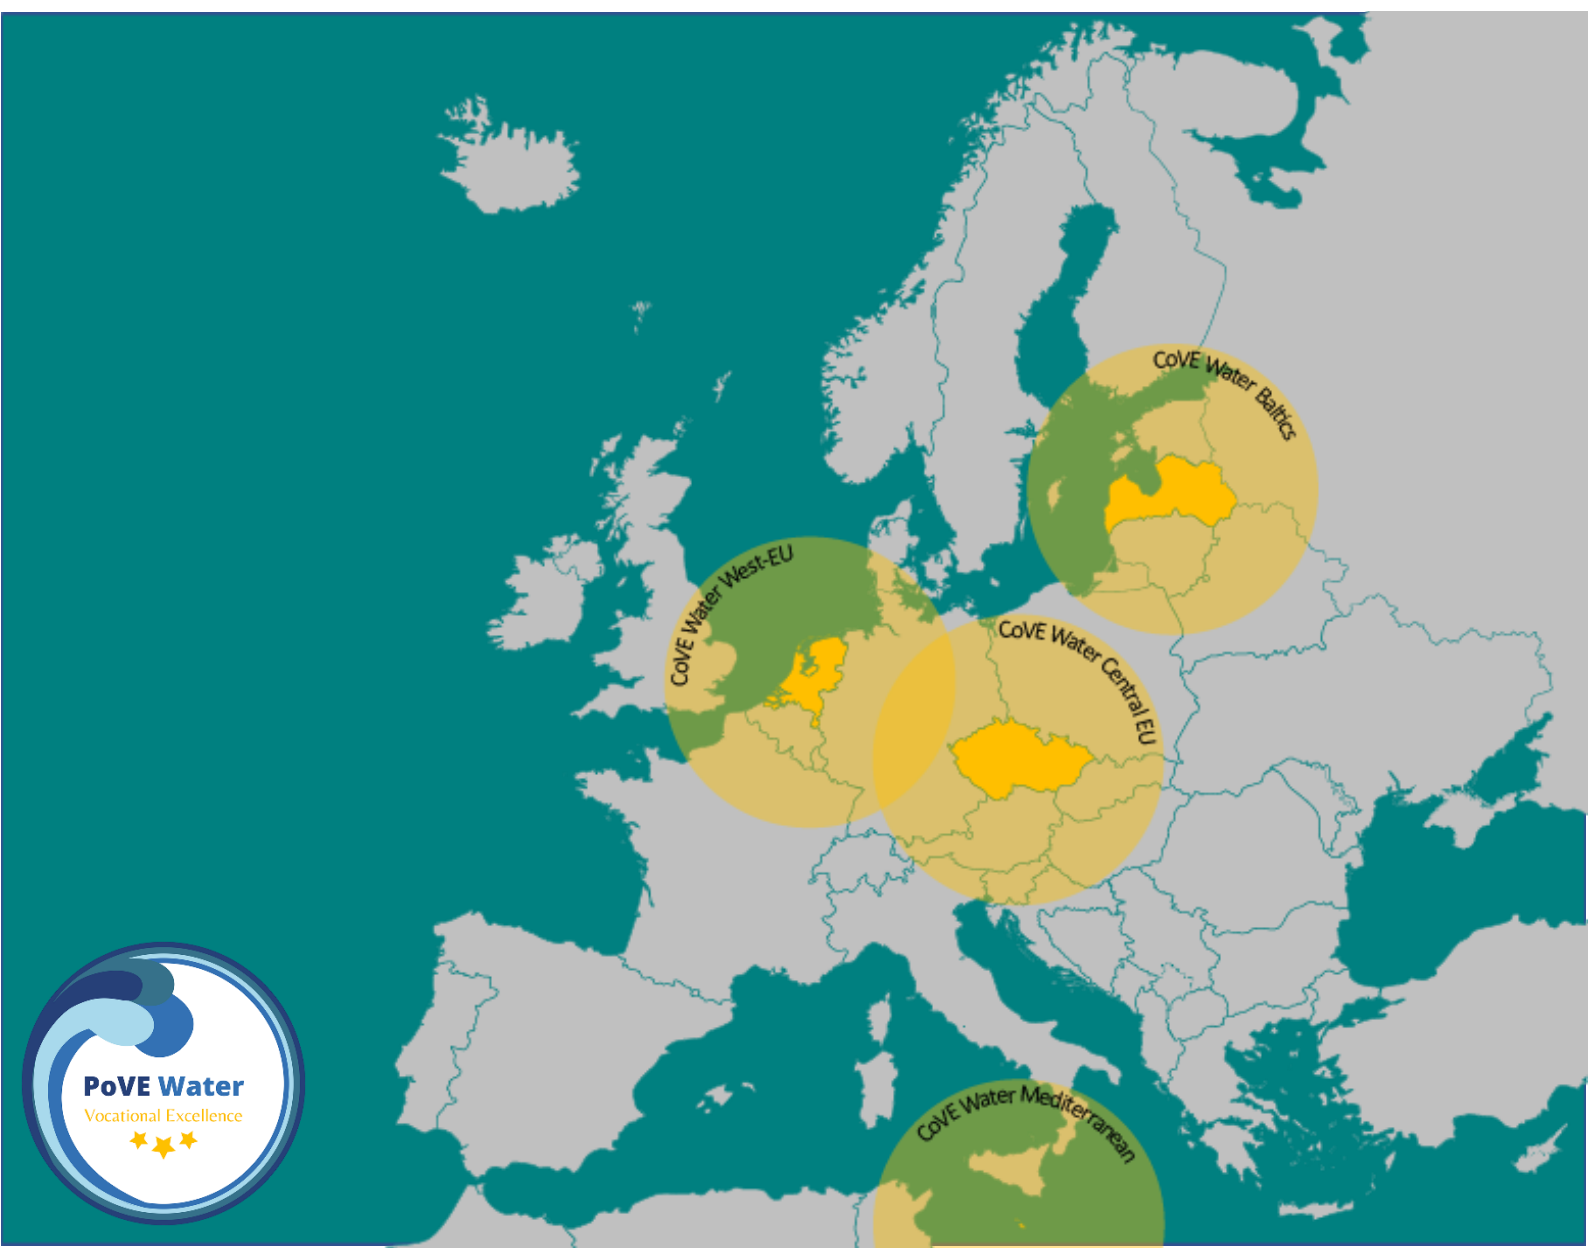 CoVE Water Baltics
CoVE Water West-EU
CoVE Water Central EU
CoVE Water Mediterranean
PoVE Water
Vocational Excellence